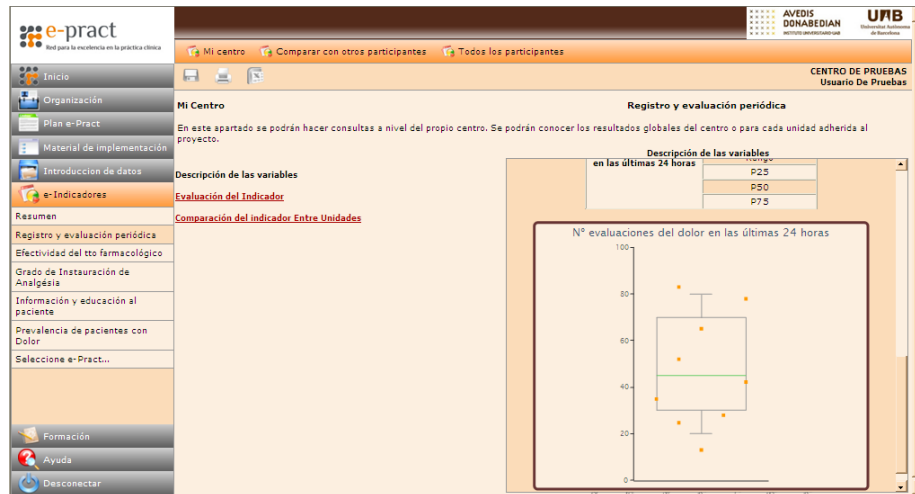 e-pract
Red para la excelencia en la práctica clínica
AVEDIS
DONABEDIAN
INSTITUTO UNIVERSITARIO-UAB
UAB
Universitat Autònoma
de Barcelona
Mi centro
Comparar con otros participantes
Todos los participantes
CENTRO DE PRUEBAS
Usuario De Pruebas
Inicio
Organización
Plan e-Pract
Material de implementación
Introduccion de datos
e-Indicadores
Resumen
Registro y evaluación periódica
Efectividad del tto farmacológico
Grado de Instauración de
Analgésia
Información y educación al
paciente
Prevalencia de pacientes con
Dolor
Seleccione e-Pract...
Formación
Ayuda
Desconectar
Mi Centro
Registro y evaluación periódica
En este apartado se podrán hacer consultas a nivel del propio centro. Se podrán conocer los resultados globales del centro o para cada unidad adherida al
proyecto.
Descripción de las variables
Evaluación del Indicador
Comparación del indicador Entre Unidades
Descripción de las variables
en las últimas 24 horas
Rango
P25
P50
P75
Nº evaluaciones del dolor en las últimas 24 horas
100
80
60
40
20
0